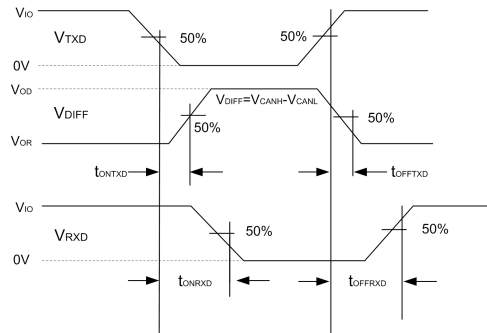 VIO
VTXD
50%
50%
0V
VOD
VDIFF=VCANH-VCANL
VDIFF
50%
50%
VOR
tONTXD
tOFFTXD
VIO
VRXD
50%
50%
0V
tONRXD
tOFFRXD